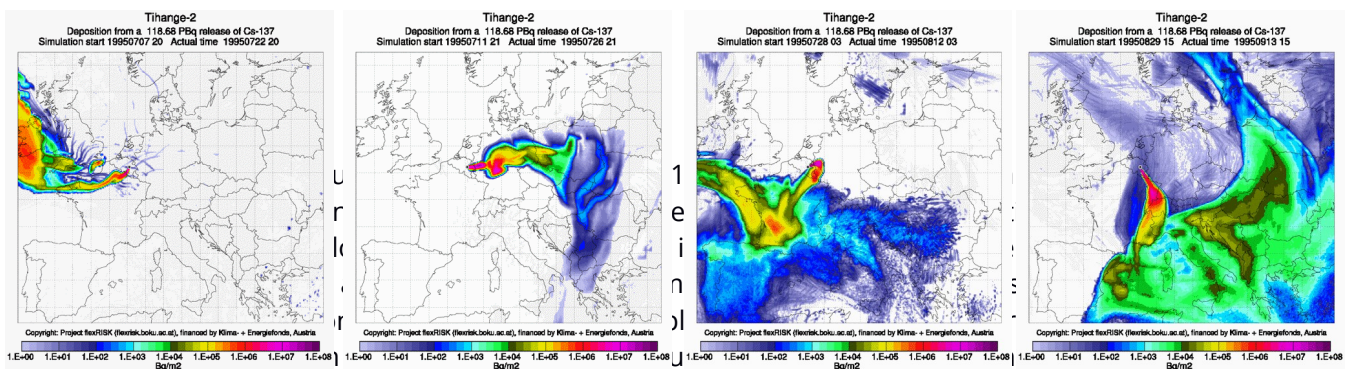 Tihange-2
Deposition from a 118.68 PBq release of Cs-137
Simulation start 19950707 20 Actual time 19950722 20
Copyright: Project flexRISK (flexrisk.boku.ac.at), financed by Klima- + Energiefonds, Austria
1.E+00 1.E+01 1.E+02 1.E+03 1.E+04 1.E+05 1.E+06 1.E+07 1.E+08
Bq/m2
Tihange-2
Deposition from a 118.68 PBq release of Cs-137
Simulation start 19950711 21 Actual time 19950726 21
Copyright: Project flexRISK (flexrisk.boku.ac.at), financed by Klima- + Energiefonds, Austria
1.E+00 1.E+01 1.E+02 1.E+03 1.E+04 1.E+05 1.E+06 1.E+07 1.E+08
Bq/m2
Tihange-2
Deposition from a 118.68 PBq release of Cs-137
Simulation start 19950728 03 Actual time 19950812 03
Copyright: Project flexRISK (flexrisk.boku.ac.at), financed by Klima- + Energiefonds, Austria
1.E+00 1.E+01 1.E+02 1.E+03 1.E+04 1.E+05 1.E+06 1.E+07 1.E+08
Bq/m2
Tihange-2
Deposition from a 118.68 PBq release of Cs-137
Simulation start 19950829 15 Actual time 19950913 15
Copyright: Project flexRISK (flexrisk.boku.ac.at), financed by Klima- + Energiefonds, Austria
1.E+00 1.E+01 1.E+02 1.E+03 1.E+04 1.E+05 1.E+06 1.E+07 1.E+08
Bq/m2